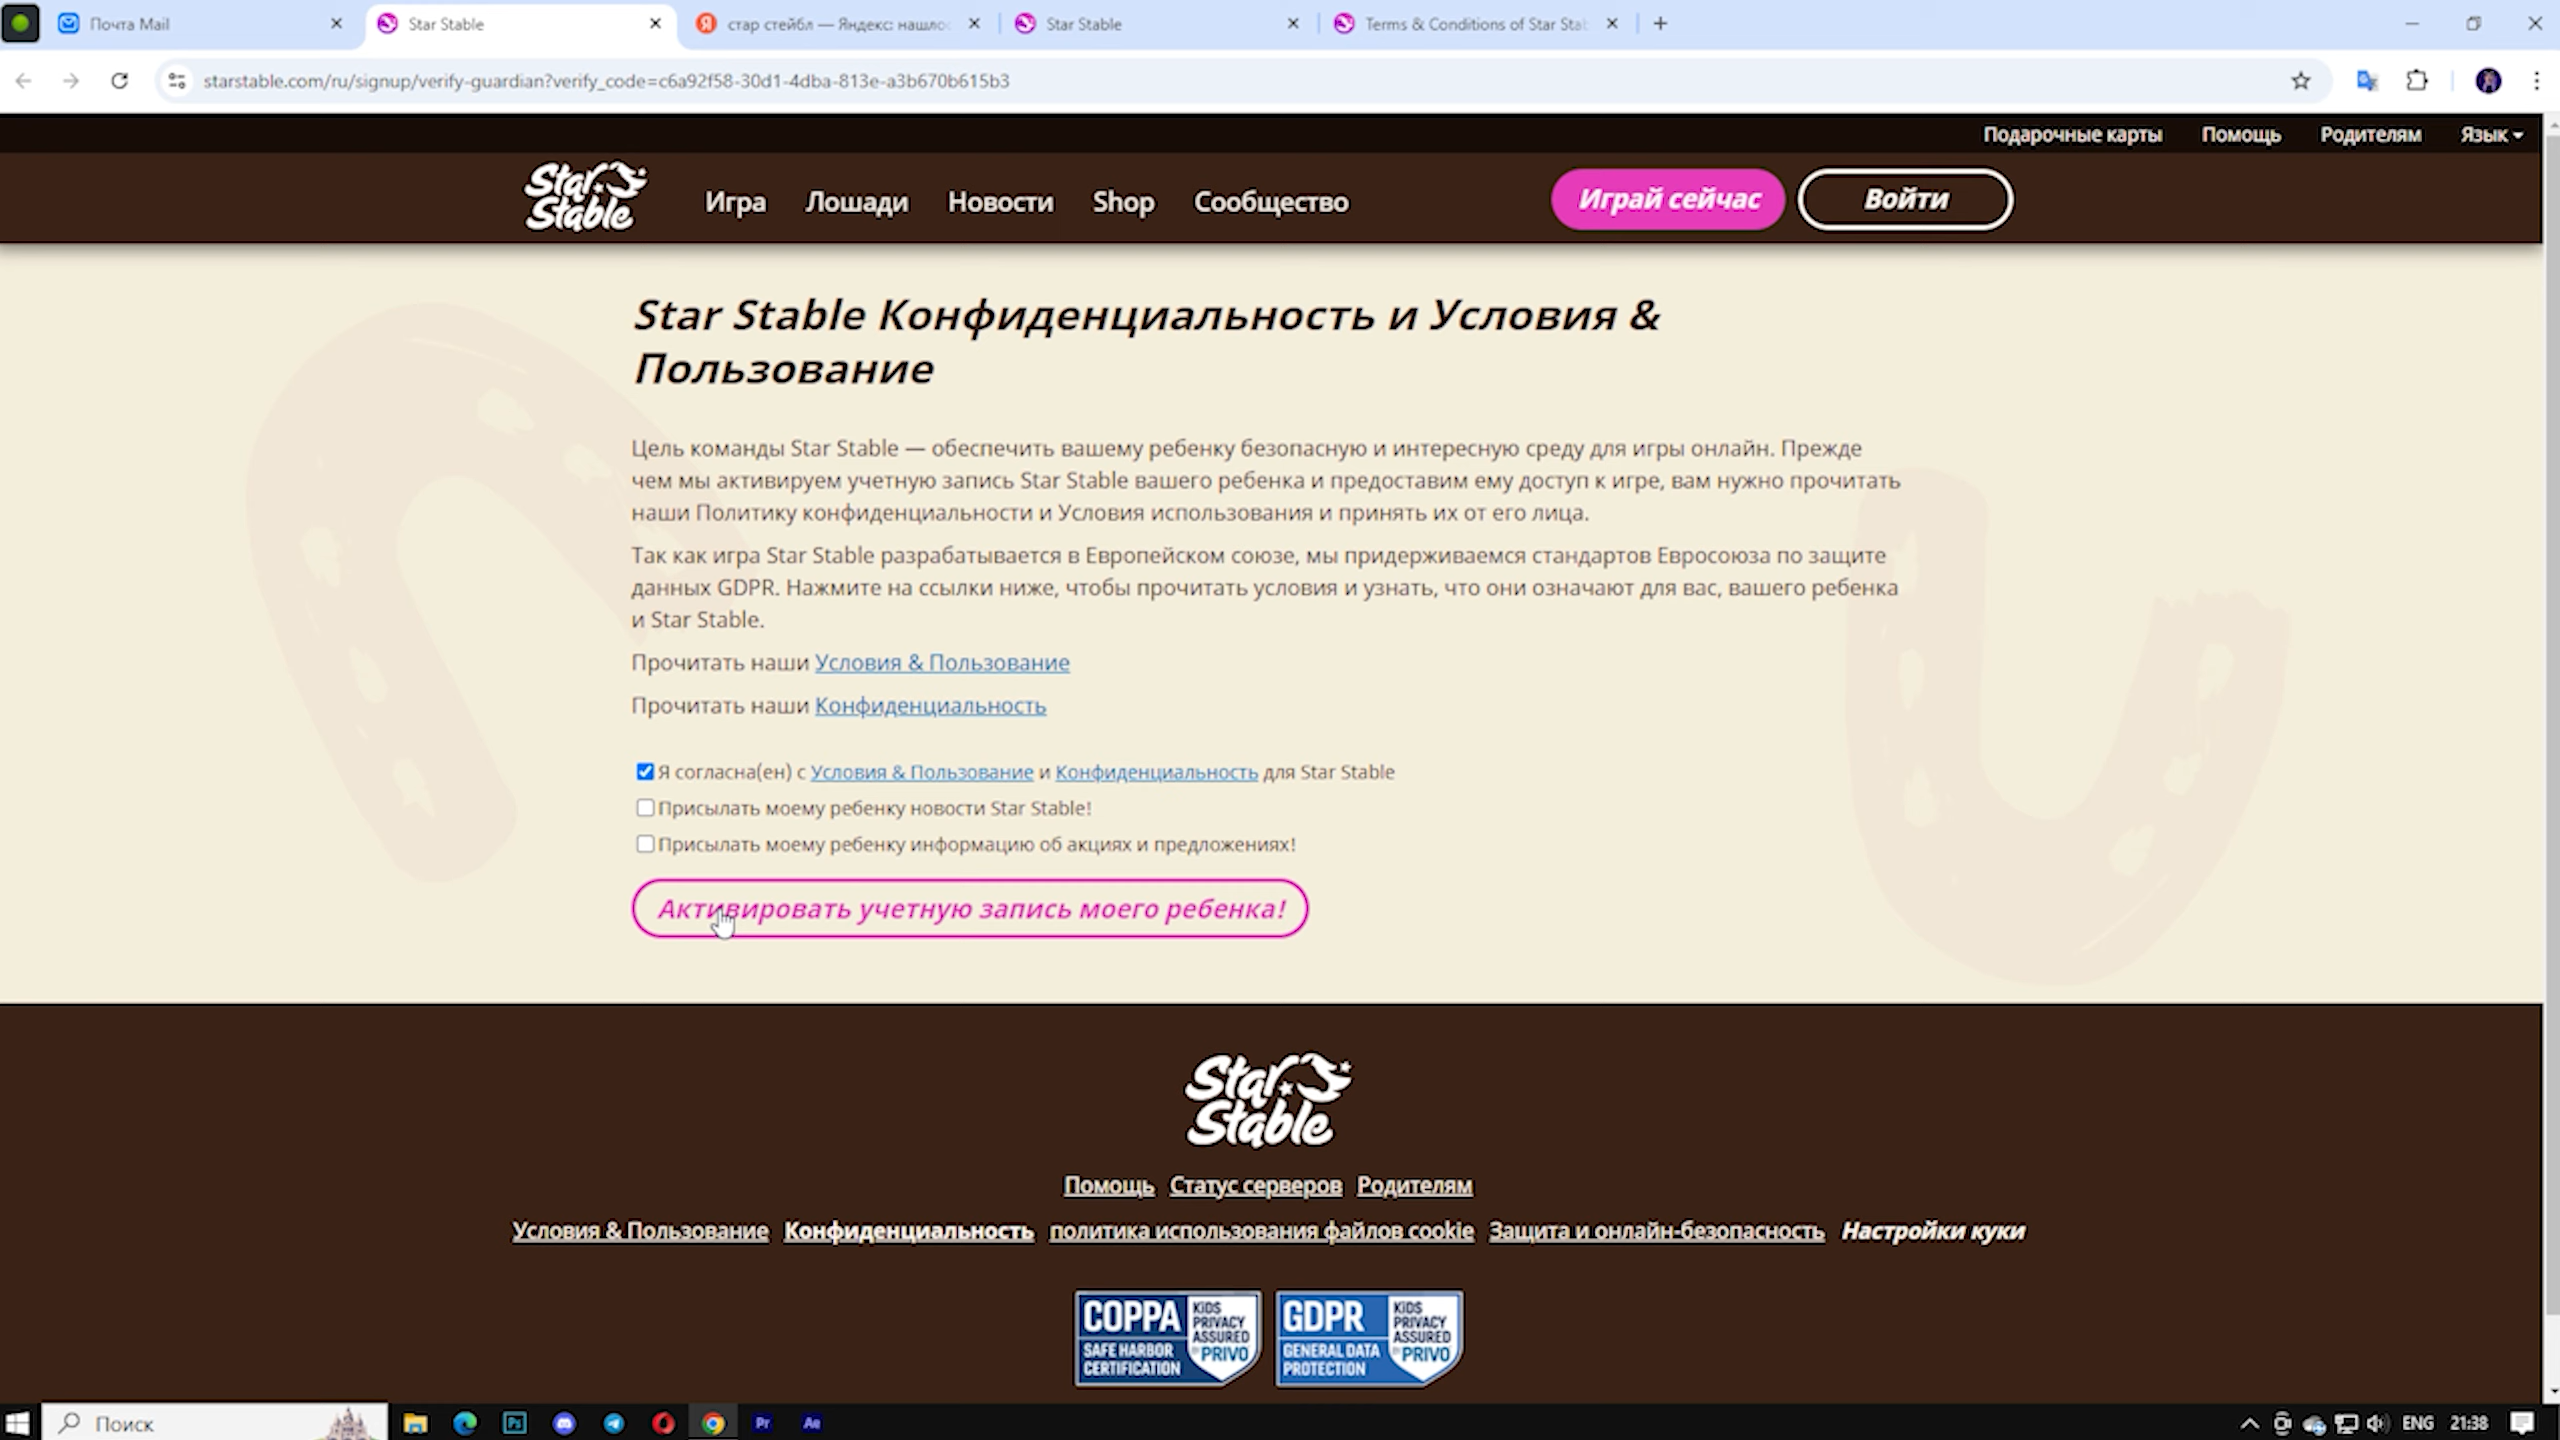 Почта Mail
Star Stable
стар стейбл — Яндекс: нашлос
Star Stable
Terms & Conditions of Star Stab
starstable.com/ru/signup/verify-guardian?verify_code=c6a92f58-30d1-4dba-813e-a3b670b615b3
Подарочные карты Помощь Родителям Язык
Star Stable
Игра Лошади Новости Shop Сообщество Играй сейчас Войти
Star Stable Конфиденциальность и Условия &
Пользование
Цель команды Star Stable — обеспечить вашему ребенку безопасную и интересную среду для игры онлайн. Прежде
чем мы активируем учетную запись Star Stable вашего ребенка и предоставим ему доступ к игре, вам нужно прочитать
наши Политику конфиденциальности и Условия использования и принять их от его лица.
Так как игра Star Stable разрабатывается в Европейском союзе, мы придерживаемся стандартов Евросоюза по защите
данных GDPR. Нажмите на ссылки ниже, чтобы прочитать условия и узнать, что они означают для вас, вашего ребенка
и Star Stable.
Прочитать наши Условия & Пользование
Прочитать наши Конфиденциальность
Я согласна(ен) с Условия & Пользование и Конфиденциальность для Star Stable
Присылать моему ребенку новости Star Stable!
Присылать моему ребенку информацию об акциях и предложениях!
Активировать учетную запись моего ребенка!
Star
Stable
Помощь Статус серверов Родителям
Условия & Пользование Конфиденциальность политика использования файлов cookie Защита и онлайн-безопасность Настройки куки
COPPA
SAFE HARBOR
CERTIFICATION
KIDS
PRIVACY
ASSURED
BY PRIVO
GDPR
GENERAL DATA
PROTECTION
KIDS
PRIVACY
ASSURED
BY PRIVO
Поиск
Ps
Pr
Ae
ENG 21:38